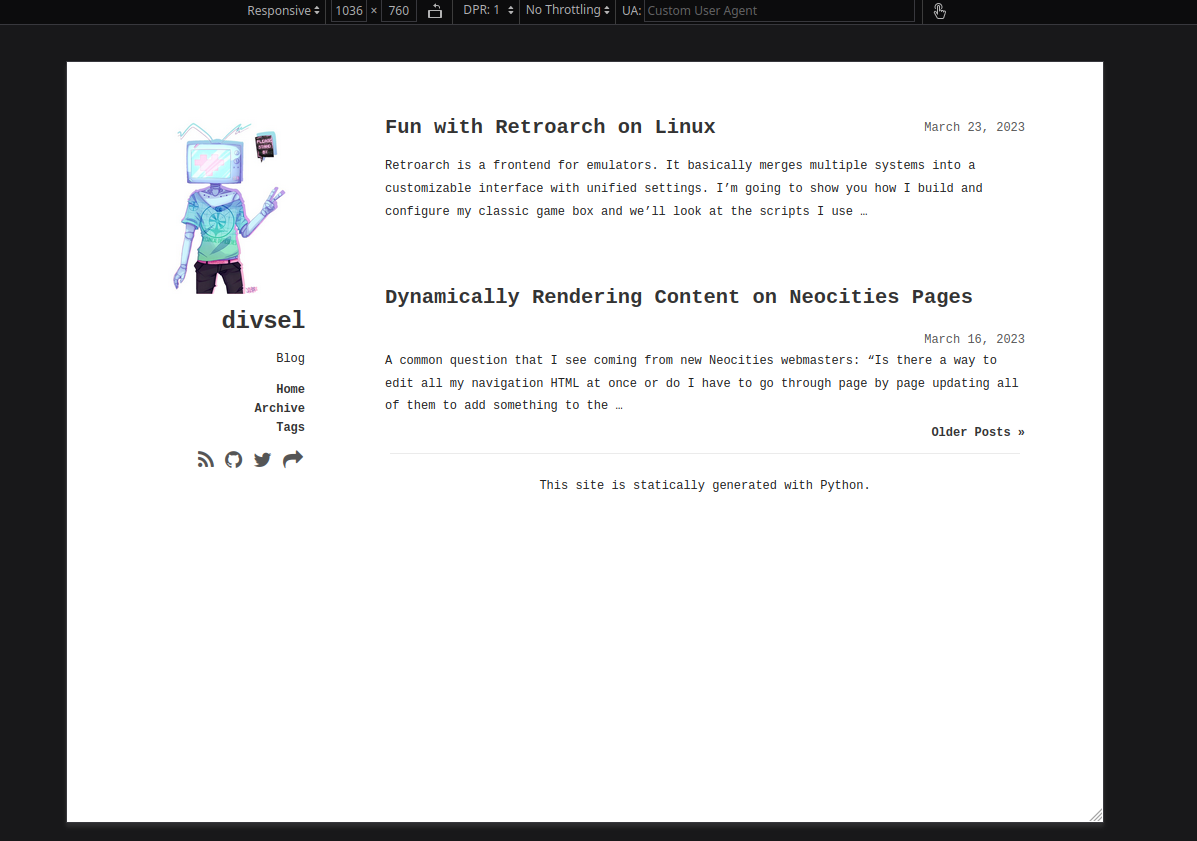 Responsive 1036 × 760 DPR: 1 No Throttling UA: Custom User Agent
divsel
Blog
Home
Archive
Tags
Fun with Retroarch on Linux March 23, 2023
Retroarch is a frontend for emulators. It basically merges multiple systems into a
customizable interface with unified settings. I’m going to show you how I build and
configure my classic game box and we’ll look at the scripts I use …
Dynamically Rendering Content on Neocities Pages
March 16, 2023
A common question that I see coming from new Neocities webmasters: “Is there a way to
edit all my navigation HTML at once or do I have to go through page by page updating all
of them to add something to the …
Older Posts »
This site is statically generated with Python.